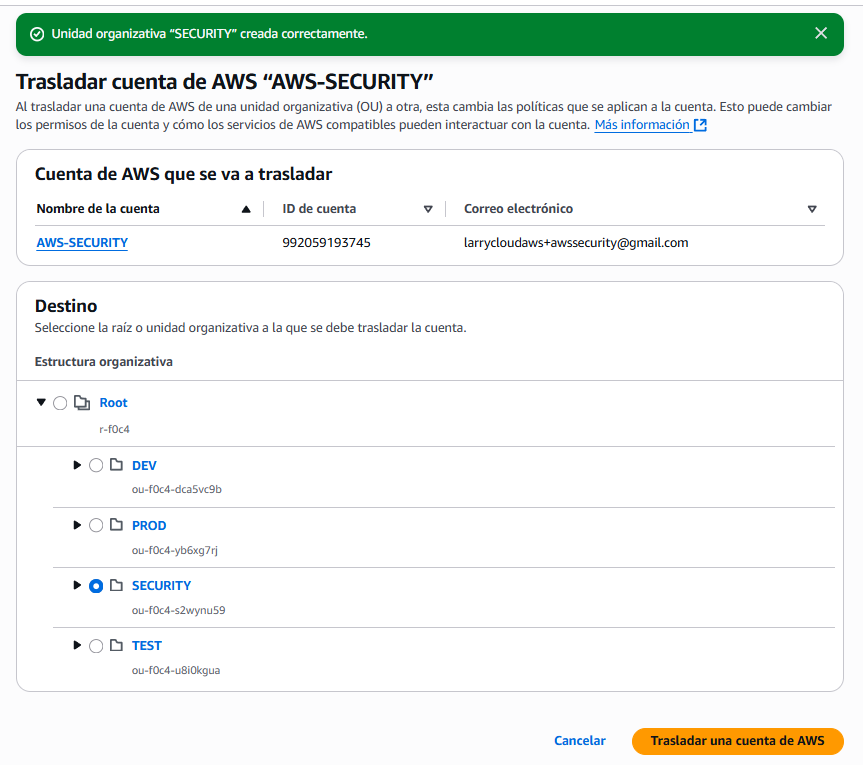 Unidad organizativa “SECURITY” creada correctamente.
Trasladar cuenta de AWS “AWS-SECURITY”
Al trasladar una cuenta de AWS de una unidad organizativa (OU) a otra, esta cambia las políticas que se aplican a la cuenta. Esto puede cambiar
los permisos de la cuenta y cómo los servicios de AWS compatibles pueden interactuar con la cuenta. Más información
Cuenta de AWS que se va a trasladar
Nombre de la cuenta ID de cuenta Correo electrónico
AWS-SECURITY 992059193745 larrycloudaws+awssecurity@gmail.com
Destino
Seleccione la raíz o unidad organizativa a la que se debe trasladar la cuenta.
Estructura organizativa
Root
r-f0c4
DEV
ou-f0c4-dca5vc9b
PROD
ou-f0c4-yb6xg7rj
SECURITY
ou-f0c4-s2wynu59
TEST
ou-f0c4-u8i0kgua
Cancelar Trasladar una cuenta de AWS